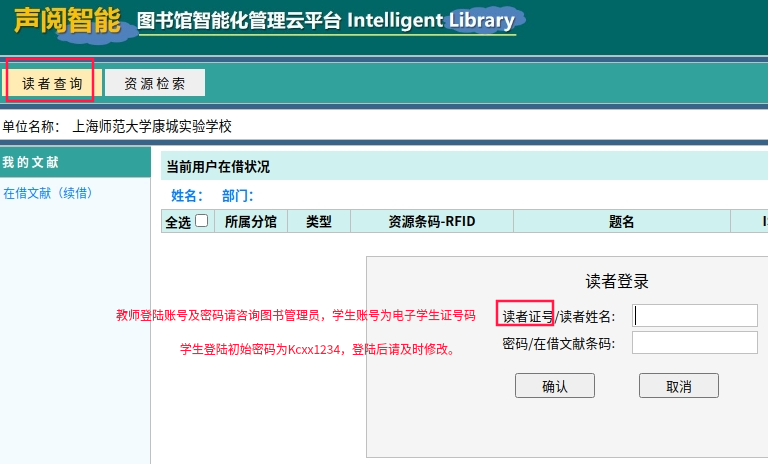 声阅智能 图书馆智能化管理云平台 Intelligent Library
读者查询 资源检索
单位名称： 上海师范大学康城实验学校
我的文献
当前用户在借状况
在借文献（续借）
姓名： 部门：
全选 所属分馆 类型 资源条码-RFID 题名
读者登录
教师登陆账号及密码请咨询图书管理员，学生账号为电子学生证号码
读者证号/读者姓名:
密码/在借文献条码:
学生登陆初始密码为Kcxx1234，登陆后请及时修改。
确认 取消